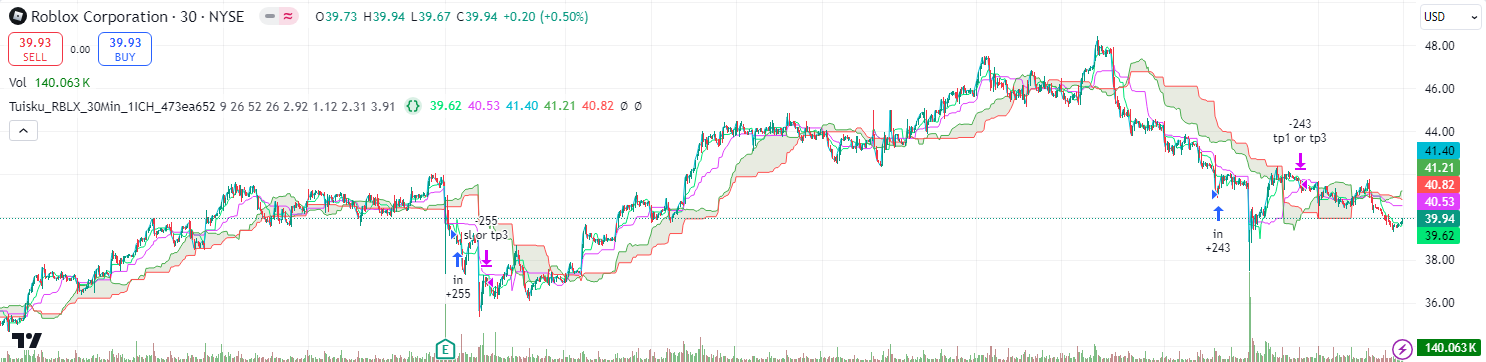 Roblox Corporation · 30 · NYSE O39.73 H39.94 L39.67 C39.94 +0.20 (+0.50%)
USD
39.93 SELL
0.00
39.93 BUY
Vol 140.063 K
Tuisku_RBLX_30Min_1ICH_473ea652 9 26 52 26 2.92 1.12 2.31 3.91 39.62 40.53 41.40 41.21 40.82 Ø Ø
-255
sl or tp3
in
+255
E
-243
tp1 or tp3
in
+243
48.00
46.00
44.00
41.40
41.21
40.82
40.53
39.94
39.62
38.00
36.00
140.063 K